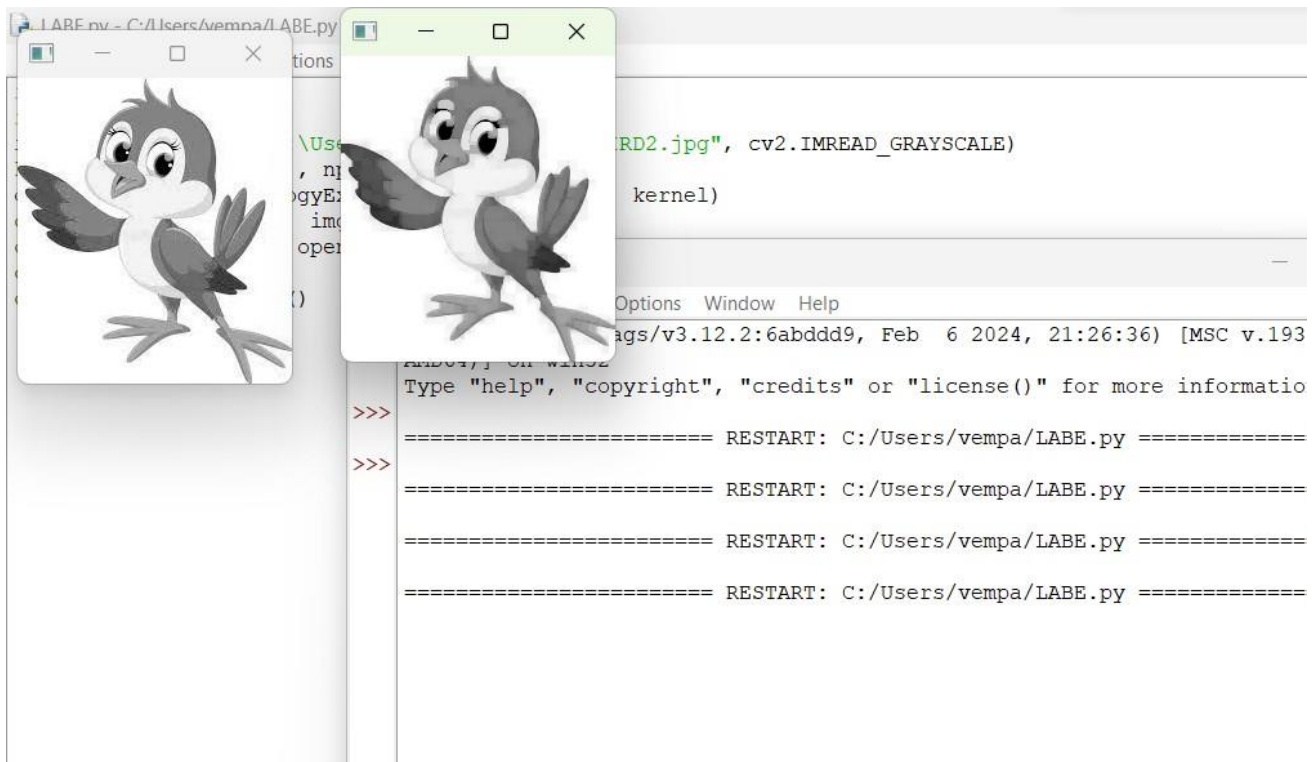 LABE.py - C:/Users/vempa/LABE.py
tions
\Use
RD2.jpg", cv2.IMREAD_GRAYSCALE)
, np
ogyEx
kernel)
img
oper
()
Options Window Help
ags/v3.12.2:6abddd9, Feb 6 2024, 21:26:36) [MSC v.193
AMD64)] on win32
Type "help", "copyright", "credits" or "license()" for more informatio
>>>
======================== RESTART: C:/Users/vempa/LABE.py =============
>>>
======================== RESTART: C:/Users/vempa/LABE.py =============
======================== RESTART: C:/Users/vempa/LABE.py =============
======================== RESTART: C:/Users/vempa/LABE.py =============